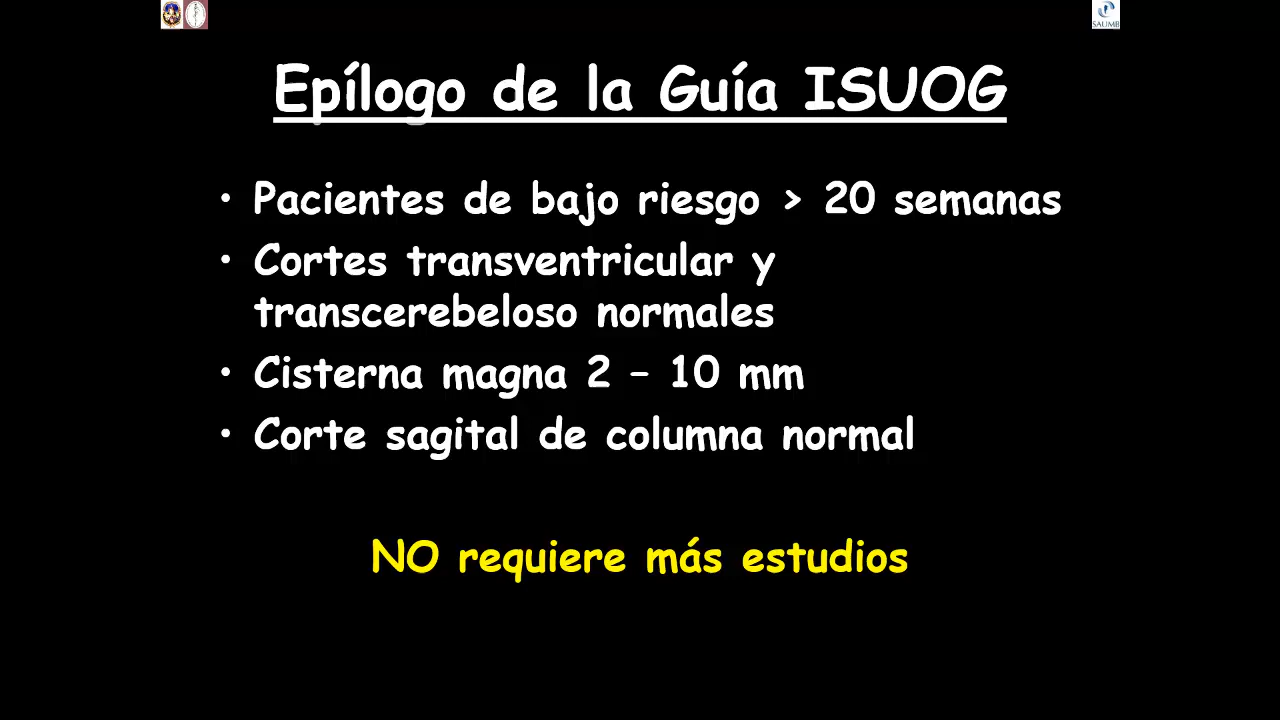 SAUMB
Epílogo de la Guía ISUOG
• Pacientes de bajo riesgo > 20 semanas
• Cortes transventricular y
transcerebeloso normales
• Cisterna magna 2 – 10 mm
• Corte sagital de columna normal
NO requiere más estudios